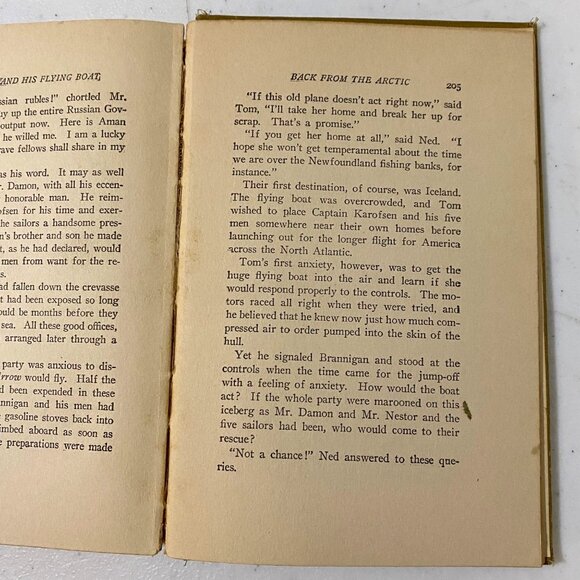 AND HIS FLYING BOAT
ssian rubles!" chortled Mr.
uy up the entire Russian Gov-
output now. Here is Aman
he willed me. I am a lucky
rave fellows shall share in my
as his word. It may as well
r. Damon, with all his eccen-
honorable man. He reim-
ofsen for his time and exer-
the sailors a handsome pres-
n's brother and son he made
t, as he had declared, would
men from want for the re-
s.
ad fallen down the crevasse
t had been exposed so long
ould be months before they
sea. All these good offices,
arranged later through a
party was anxious to dis-
rrow would fly. Half the
d been expended in these
nnigan and his men had
e gasoline stoves back into
limbed aboard as soon as
e preparations were made
BACK FROM THE ARCTIC 205
"If this old plane doesn't act right now," said
Tom, "I'll take her home and break her up for
scrap. That's a promise."
"If you get her home at all," said Ned. "I
hope she won't get temperamental about the time
we are over the Newfoundland fishing banks, for
instance."
Their first destination, of course, was Iceland.
The flying boat was overcrowded, and Tom
wished to place Captain Karofsen and his five
men somewhere near their own homes before
launching out for the longer flight for America
across the North Atlantic.
Tom's first anxiety, however, was to get the
huge flying boat into the air and learn if she
would respond properly to the controls. The mo-
tors raced all right when they were tried, and
he believed that he knew now just how much com-
pressed air to order pumped into the skin of the
hull.
Yet he signaled Brannigan and stood at the
controls when the time came for the jump-off
with a feeling of anxiety. How would the boat
act? If the whole party were marooned on this
iceberg as Mr. Damon and Mr. Nestor and the
five sailors had been, who would come to their
rescue?
"Not a chance!" Ned answered to these que-
ries.